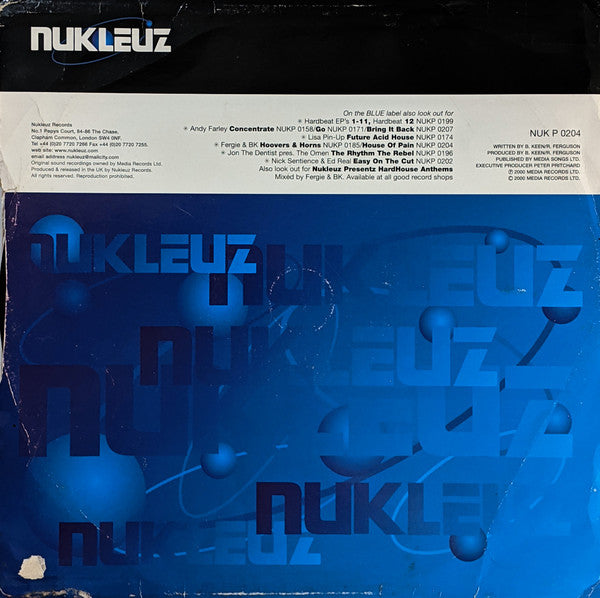 NUKLEUZ
Nukleuz Records
No.1 Pepys Court, 84-86 The Chase,
Clapham Common, London SW4 0NF.
Tel +44 (0)20 7720 7266 Fax +44 (0)20 7720 7255.
web site: www.nukleuz.com
email address nukleuz@mailcity.com
Original sound recordings owned by Media Records Ltd.
Produced & released in the UK by Nukleuz Records.
All rights reserved. Reproduction prohibited.
On the BLUE label also look out for
✳ Hardbeat EP's 1-11, Hardbeat 12 NUKP 0199
✳ Andy Farley Concentrate NUKP 0158/Go NUKP 0171/Bring It Back NUKP 0207
✳ Lisa Pin-Up Future Acid House NUKP 0174
✳ Fergie & BK Hoovers & Horns NUKP 0185/House Of Pain NUKP 0204
✳ Jon The Dentist pres. The Omen The Rhythm The Rebel NUKP 0196
✳ Nick Sentience & Ed Real Easy On The Cut NUKP 0202
Also look out for Nukleuz Presentz HardHouse Anthems
Mixed by Fergie & BK. Available at all good record shops
NUK P 0204
WRITTEN BY B. KEEN/R. FERGUSON
PRODUCED BY B. KEEN/R. FERGUSON.
PUBLISHED BY MEDIA SONGS LTD.
EXECUTIVE PRODUCER PETER PRITCHARD
Ⓟ 2000 MEDIA RECORDS LTD.
© 2000 MEDIA RECORDS LTD.
NUKLEUZ
NUKLEUZ
NUKLEUZ
NUKLEUZ
NUKLEUZ
NUKLEUZ